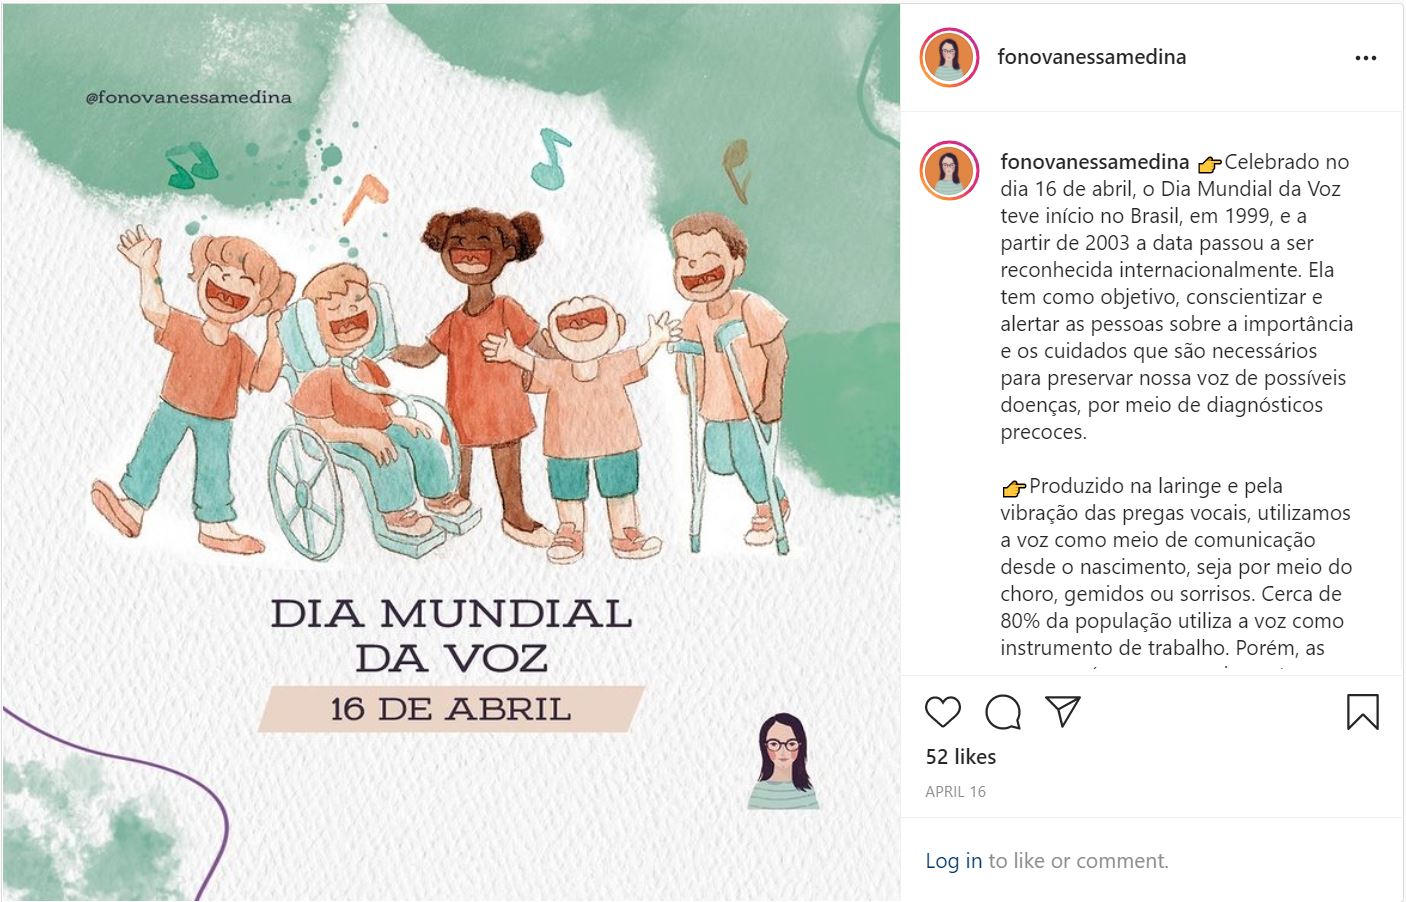 @fonovanessamedina
DIA MUNDIAL
DA VOZ
16 DE ABRIL
fonovanessamedina
fonovanessamedina 👉Celebrado no
dia 16 de abril, o Dia Mundial da Voz
teve início no Brasil, em 1999, e a
partir de 2003 a data passou a ser
reconhecida internacionalmente. Ela
tem como objetivo, conscientizar e
alertar as pessoas sobre a importância
e os cuidados que são necessários
para preservar nossa voz de possíveis
doenças, por meio de diagnósticos
precoces.
👉Produzido na laringe e pela
vibração das pregas vocais, utilizamos
a voz como meio de comunicação
desde o nascimento, seja por meio do
choro, gemidos ou sorrisos. Cerca de
80% da população utiliza a voz como
instrumento de trabalho. Porém, as
52 likes
APRIL 16
Log in to like or comment.